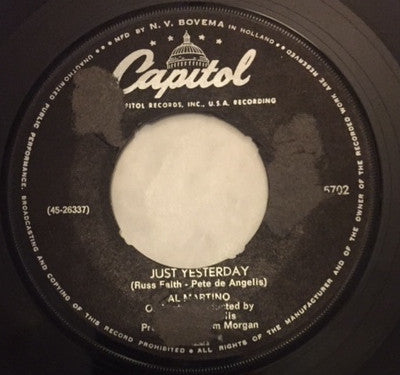 MFD BY N.V. BOVEMA IN HOLLAND •
UNAUTHORIZED PUBLIC PERFORMANCE, BROADCASTING AND COPYING OF THIS RECORD PROHIBITED • ALL RIGHTS OF THE MANUFACTURER AND OF THE OWNER OF THE RECORDED WORK ARE RESERVED
Capitol
CAPITOL RECORDS, INC., U.S.A. RECORDING
(45-26337)
5702
JUST YESTERDAY
(Russ Faith - Pete de Angelis)
AL MARTINO
by
Morgan